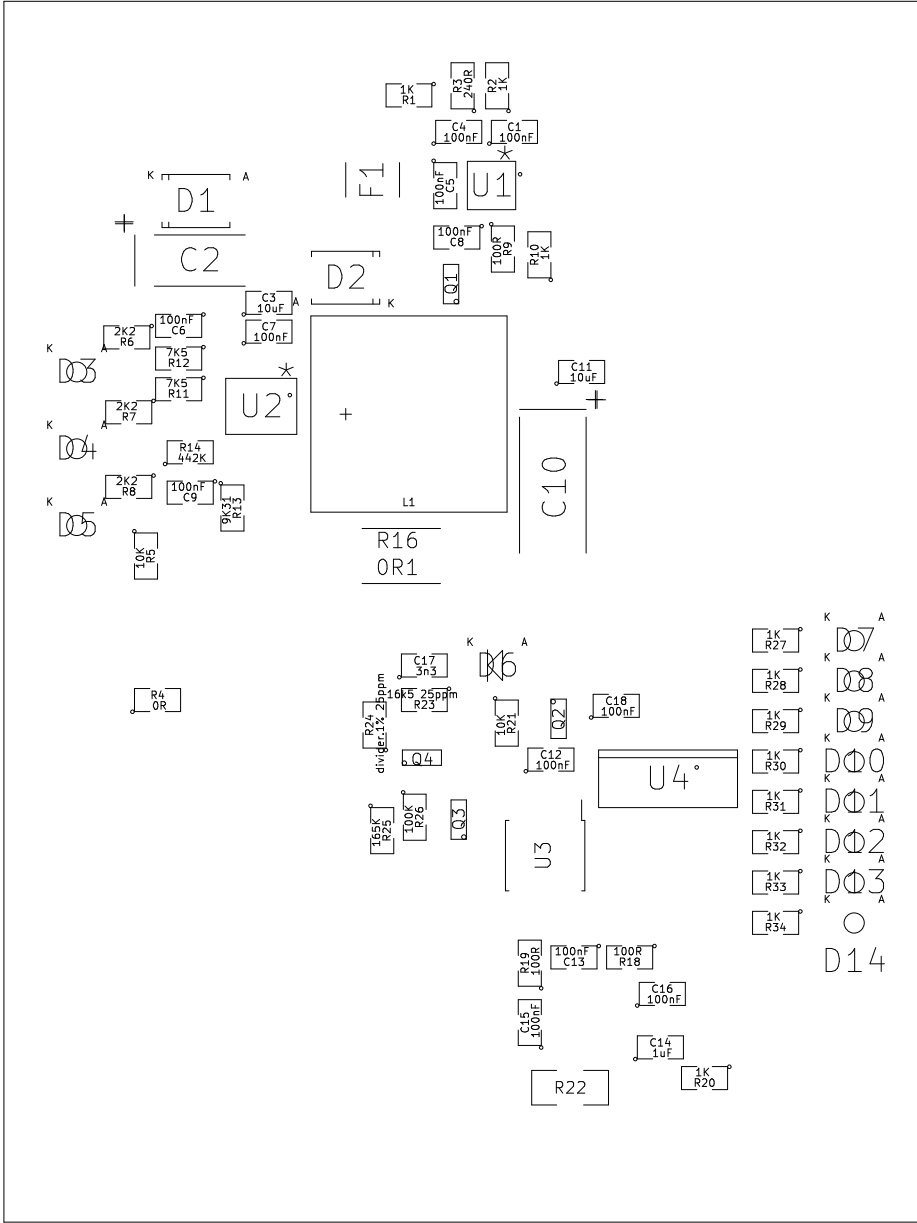 1K
R1
R3
240R
R2
1K
C4
100nF
C1
100nF
F1
100nF
C5
U1
K
A
D1
C2
100nF
C8
100R
R9
R10
1K
D2
K
A
Q1
C3
10uF
C7
100nF
2K2
R6
100nF
C6
7K5
R12
7K5
R11
K
A
D3
2K2
R7
K
A
D4
U2
C11
10uF
R14
442K
2K2
R8
100nF
C9
9K31
R13
K
A
D5
C10
L1
10K
R5
R16
0R1
K
A
D7
1K
R27
K
A
D6
C17
3n3
K
A
D8
1K
R28
R4
0R
16k5 25ppm
R23
R24
divider,1% 25ppm
10K
R21
Q2
C18
100nF
K
A
D9
1K
R29
Q4
C12
100nF
K
A
D10
1K
R30
U4
K
A
D11
1K
R31
165K
R25
100K
R26
Q3
U3
K
A
D12
1K
R32
K
A
D13
1K
R33
K
A
1K
R34
D14
R19
100R
100nF
C13
100R
R18
C16
100nF
C15
100nF
C14
1uF
1K
R20
R22